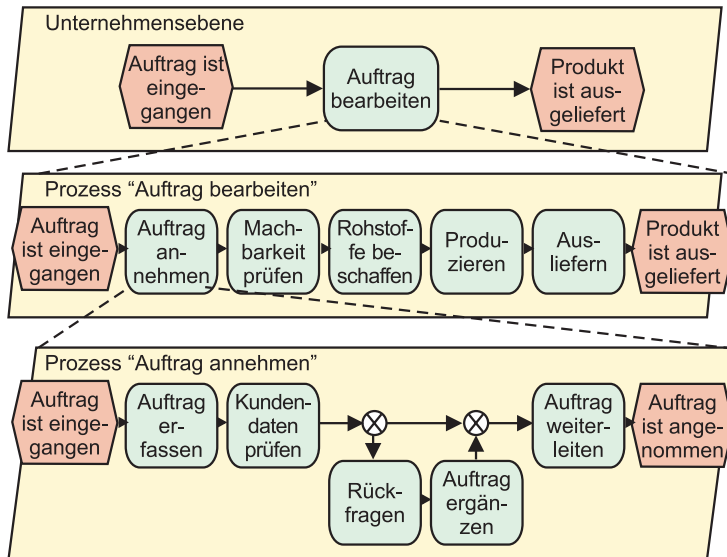 Unternehmensebene
Auftrag ist
einge-
gangen
Auftrag
bearbeiten
Produkt
ist aus-
geliefert
Prozess “Auftrag bearbeiten”
Auftrag
ist einge-
gangen
Auftrag
an-
nehmen
Mach-
barkeit
prüfen
Rohstof-
fe be-
schaffen
Produ-
zieren
Aus-
liefern
Produkt
ist aus-
geliefert
Prozess “Auftrag annehmen”
Auftrag
ist einge-
gangen
Auftrag
er-
fassen
Kunden-
daten
prüfen
Rück-
fragen
Auftrag
ergän-
zen
Auftrag
weiter-
leiten
Auftrag
ist ange-
nommen